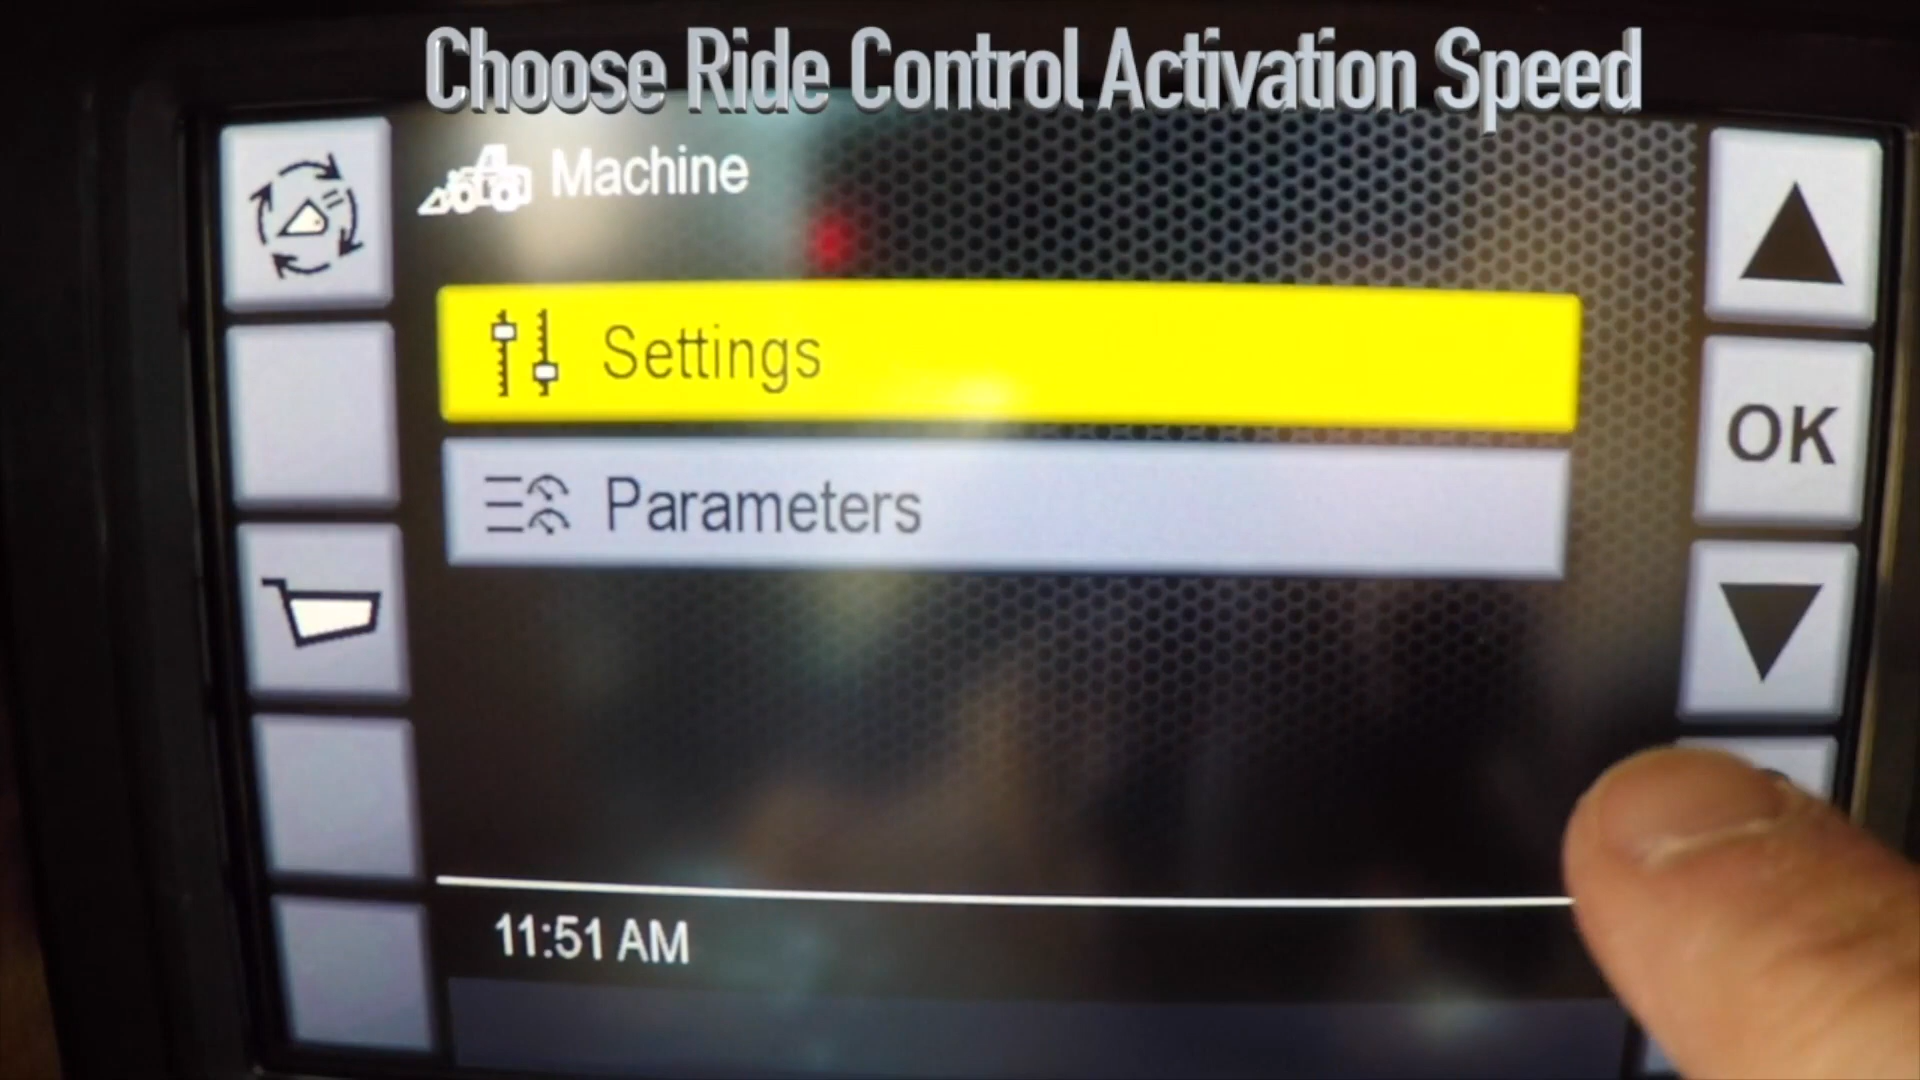 Choose Ride Control Activation Speed
Machine
Settings
OK
Parameters
11:51 AM